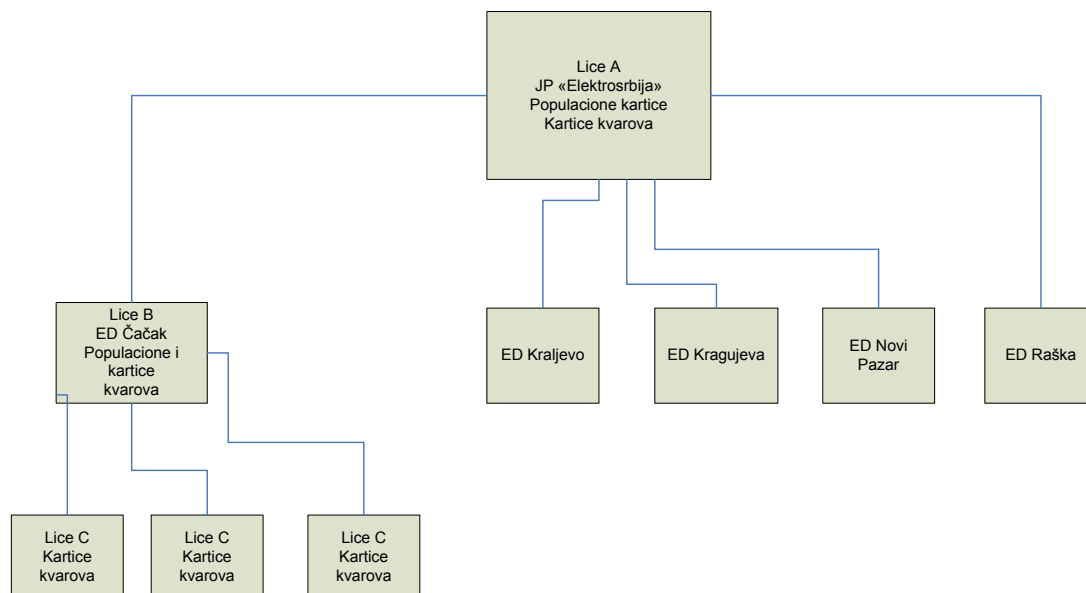 Lice A
JP «Elektrosrbija»
Populacione kartice
Kartice kvarova
Lice B
ED Čačak
Populacione i
kartice
kvarova
ED Kraljevo
ED Kragujeva
ED Novi
Pazar
ED Raška
Lice C
Kartice
kvarova
Lice C
Kartice
kvarova
Lice C
Kartice
kvarova